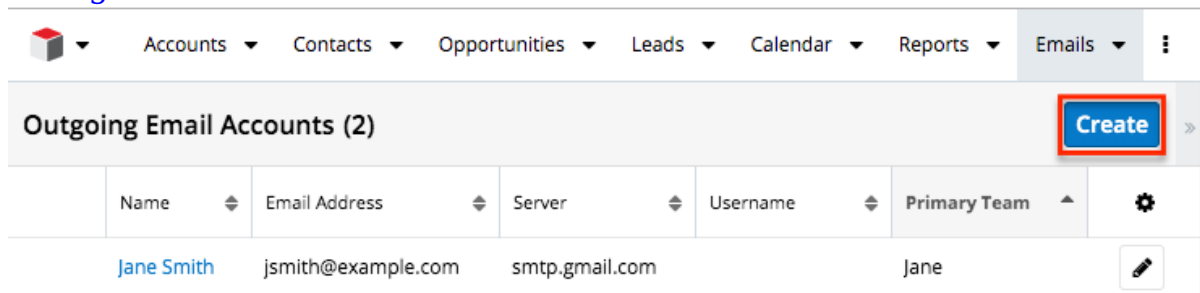 Accounts Contacts Opportunities Leads Calendar Reports Emails
Outgoing Email Accounts (2) Create
Name Email Address Server Username Primary Team
Jane Smith jsmith@example.com smtp.gmail.com Jane